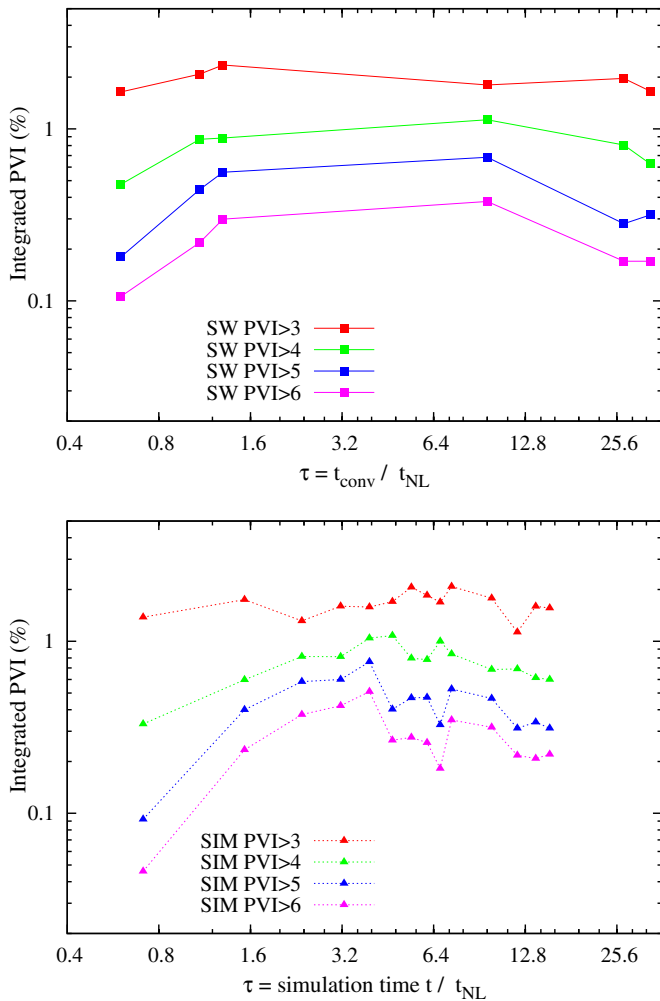 Integrated PVI (%)
1
0.1
SW PVI>3
SW PVI>4
SW PVI>5
SW PVI>6
0.4 0.8 1.6 3.2 6.4 12.8 25.6
τ = t_conv / t_NL
Integrated PVI (%)
1
0.1
SIM PVI>3
SIM PVI>4
SIM PVI>5
SIM PVI>6
0.4 0.8 1.6 3.2 6.4 12.8 25.6
τ = simulation time t / t_NL